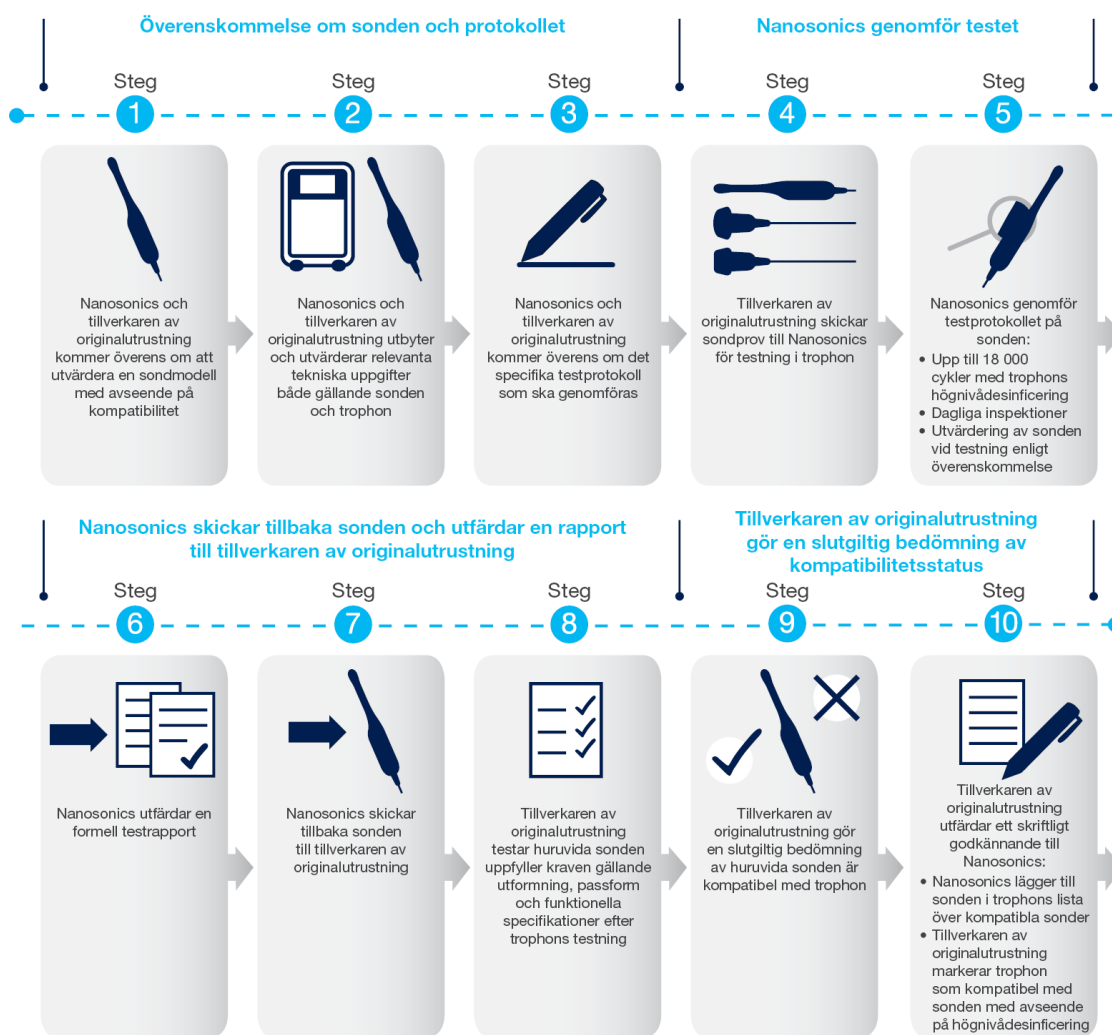 Överenskommelse om sonden och protokollet
Nanosonics genomför testet
Steg
1
Steg
2
Steg
3
Steg
4
Steg
5
Nanosonics och
tillverkaren av
originalutrustning
kommer överens om att
utvärdera en sondmodell
med avseende på
kompatibilitet
Nanosonics och
tillverkaren av
originalutrustning utbyter
och utvärderar relevanta
tekniska uppgifter
både gällande sonden
och trophon
Nanosonics och
tillverkaren av
originalutrustning
kommer överens om det
specifika testprotokoll
som ska genomföras
Tillverkaren av
originalutrustning skickar
sondprov till Nanosonics
för testning i trophon
Nanosonics genomför
testprotokollet på
sonden:
• Upp till 18 000
cykler med trophons
högnivådesinficering
• Dagliga inspektioner
• Utvärdering av sonden
vid testning enligt
överenskommelse
Nanosonics skickar tillbaka sonden och utfärdar en rapport
till tillverkaren av originalutrustning
Tillverkaren av originalutrustning
gör en slutgiltig bedömning av
kompatibilitetsstatus
Steg
6
Steg
7
Steg
8
Steg
9
Steg
10
Nanosonics utfärdar en
formell testrapport
Nanosonics skickar
tillbaka sonden
till tillverkaren av
originalutrustning
Tillverkaren av
originalutrustning
testar huruvida sonden
uppfyller kraven gällande
utformning, passform
och funktionella
specifikationer efter
trophons testning
Tillverkaren av
originalutrustning gör
en slutgiltig bedömning
av huruvida sonden är
kompatibel med trophon
Tillverkaren av
originalutrustning
utfärdar ett skriftligt
godkännande till
Nanosonics:
• Nanosonics lägger till
sonden i trophons lista
över kompatibla sonder
• Tillverkaren av
originalutrustning
markerar trophon
som kompatibel med
sonden med avseende
på högnivådesinficering